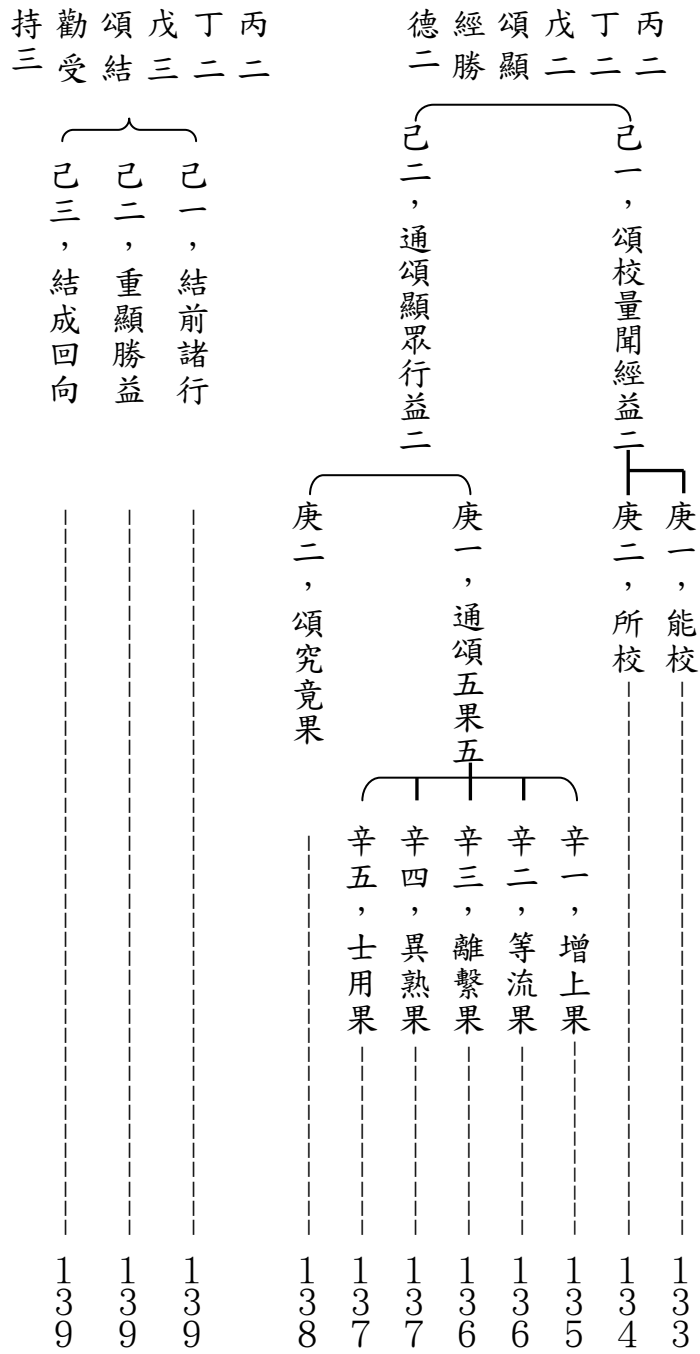 丙二
丁二
戊二
頌顯
經勝
德二
己一，頌校量聞經益二
庚一，能校 133
庚二，所校 134
己二，通頌顯眾行益二
庚一，通頌五果五
辛一，增上果 135
辛二，等流果 136
辛三，離繫果 136
辛四，異熟果 137
辛五，士用果 137
庚二，頌究竟果 138
丙二
丁二
戊三
頌結
勸受
持三
己一，結前諸行 139
己二，重顯勝益 139
己三，結成回向 139